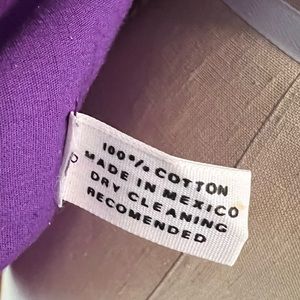 100% COTTON
MADE IN MEXICO
DRY CLEANING
RECOMENDED